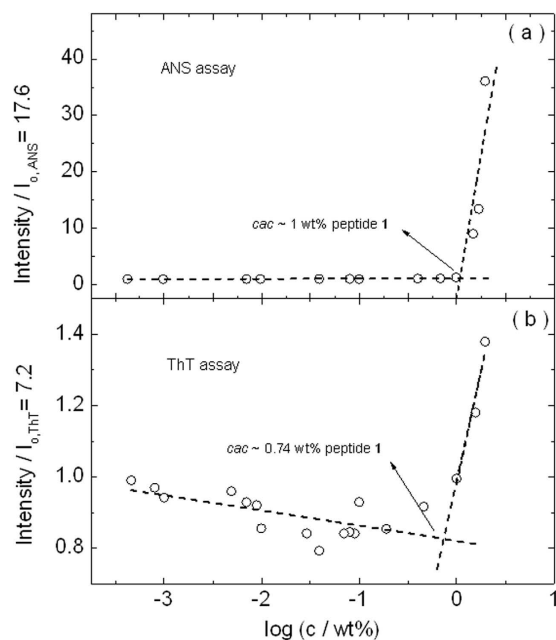 ( a )
ANS assay
40
30
20
10
0
Intensity / I₀,ANS = 17.6
cac ~ 1 wt% peptide 1
( b )
ThT assay
1.4
1.2
1.0
0.8
Intensity / I₀,ThT = 7.2
cac ~ 0.74 wt% peptide 1
-3 -2 -1 0 1
log (c / wt%)